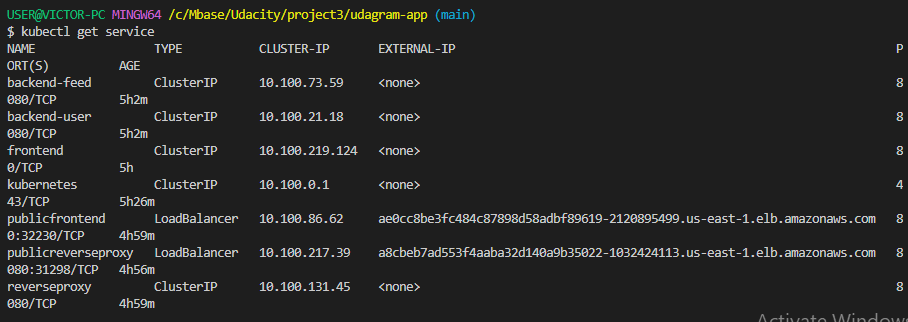 USER@VICTOR-PC MINGW64 /c/Mbase/Udacity/project3/udagram-app (main)
$ kubectl get service
NAME TYPE CLUSTER-IP EXTERNAL-IP P
ORT(S) AGE
backend-feed ClusterIP 10.100.73.59 <none> 8
080/TCP 5h2m
backend-user ClusterIP 10.100.21.18 <none> 8
080/TCP 5h2m
frontend ClusterIP 10.100.219.124 <none> 8
0/TCP 5h
kubernetes ClusterIP 10.100.0.1 <none> 4
43/TCP 5h26m
publicfrontend LoadBalancer 10.100.86.62 ae0cc8be3fc484c87898d58adbf89619-2120895499.us-east-1.elb.amazonaws.com 8
0:32230/TCP 4h59m
publicreverseproxy LoadBalancer 10.100.217.39 a8cbeb7ad553f4aaba32d140a9b35022-1032424113.us-east-1.elb.amazonaws.com 8
080:31298/TCP 4h56m
reverseproxy ClusterIP 10.100.131.45 <none> 8
080/TCP 4h59m
Activate Windows